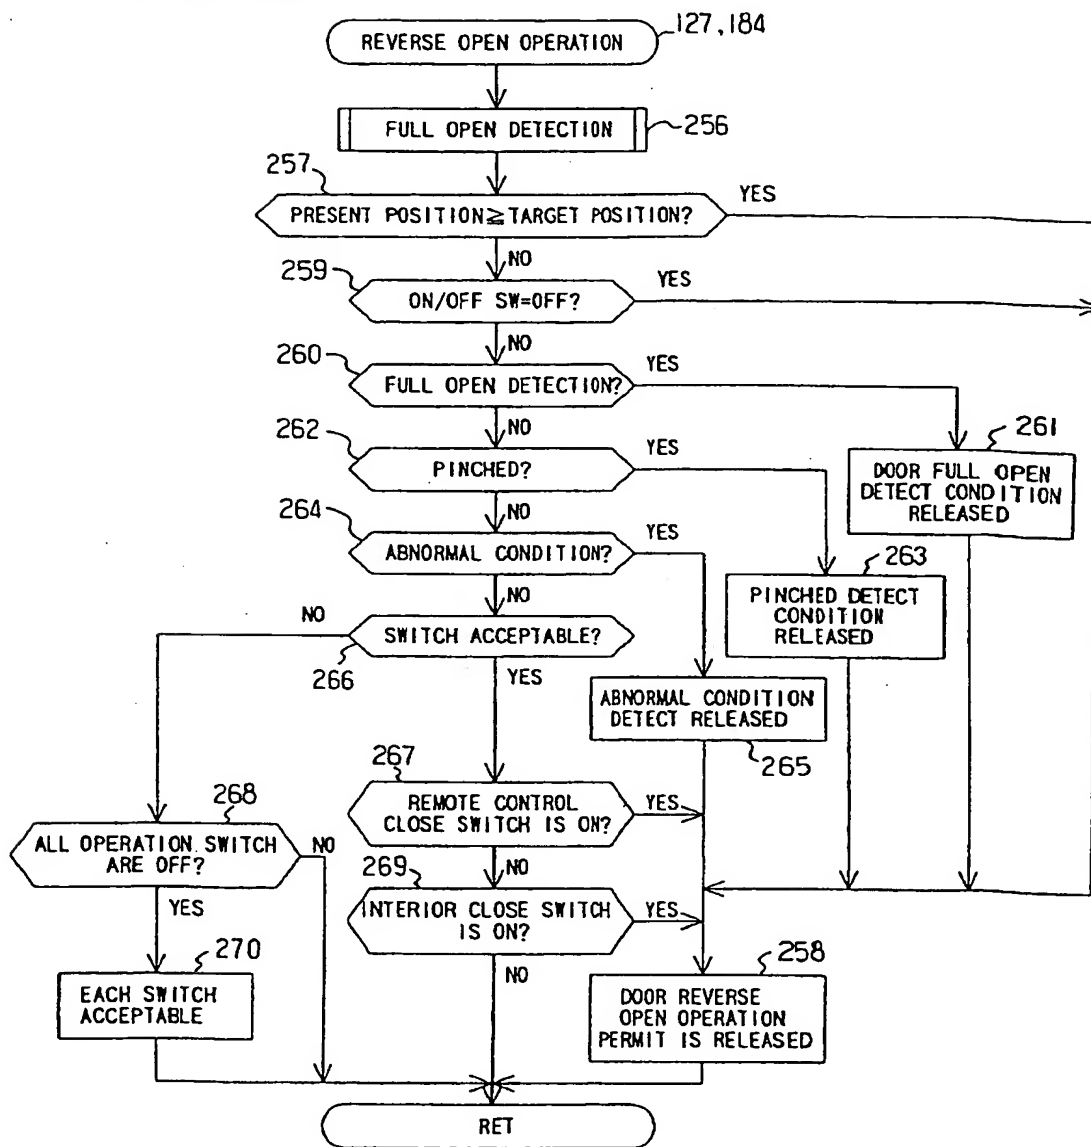 REVERSE OPEN OPERATION
127,184
FULL OPEN DETECTION
256
257
PRESENT POSITION≧TARGET POSITION?
YES
NO
259
ON/OFF SW=OFF?
YES
NO
260
FULL OPEN DETECTION?
YES
NO
261
DOOR FULL OPEN
DETECT CONDITION
RELEASED
262
PINCHED?
YES
NO
263
PINCHED DETECT
CONDITION
RELEASED
264
ABNORMAL CONDITION?
YES
NO
265
ABNORMAL CONDITION
DETECT RELEASED
NO
SWITCH ACCEPTABLE?
266
YES
267
REMOTE CONTROL
CLOSE SWITCH IS ON?
YES
NO
268
ALL OPERATION SWITCH
ARE OFF?
NO
YES
269
INTERIOR CLOSE SWITCH
IS ON?
YES
NO
270
EACH SWITCH
ACCEPTABLE
258
DOOR REVERSE
OPEN OPERATION
PERMIT IS RELEASED
RET